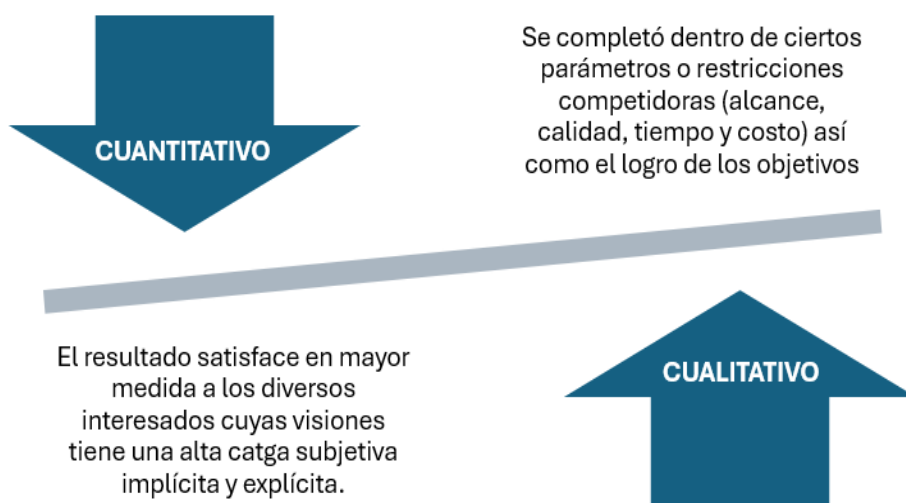 CUANTITATIVO
Se completó dentro de ciertos
parámetros o restricciones
competidoras (alcance,
calidad, tiempo y costo) así
como el logro de los objetivos
El resultado satisface en mayor
medida a los diversos
interesados cuyas visiones
tiene una alta catga subjetiva
implícita y explícita.
CUALITATIVO